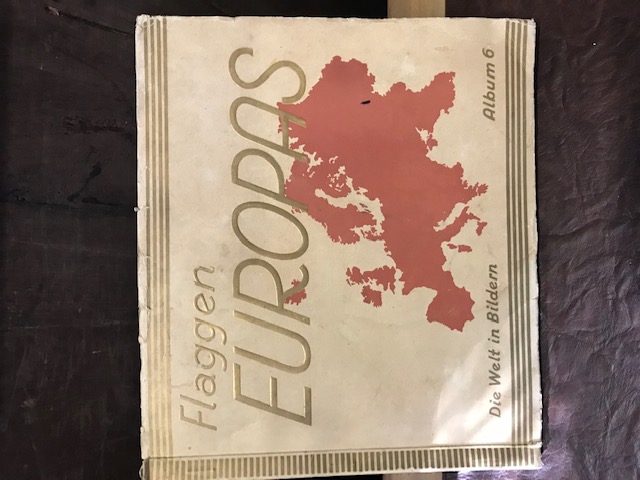 Flaggen
EUROPAS
Die Welt in Bildern
Album 6